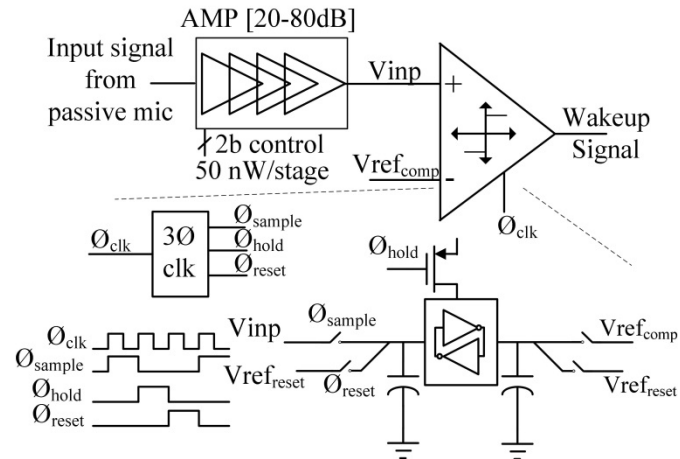 AMP [20-80dB]
Input signal
from
passive mic
Vinp
+
2b control
50 nW/stage
Vref_comp
-
Wakeup
Signal
Ø_clk
Ø_clk
3Ø
clk
Ø_sample
Ø_hold
Ø_reset
Ø_hold
Ø_clk
Ø_sample
Ø_hold
Ø_reset
Vinp
Ø_sample
Vref_reset
Ø_reset
Vref_comp
Vref_reset